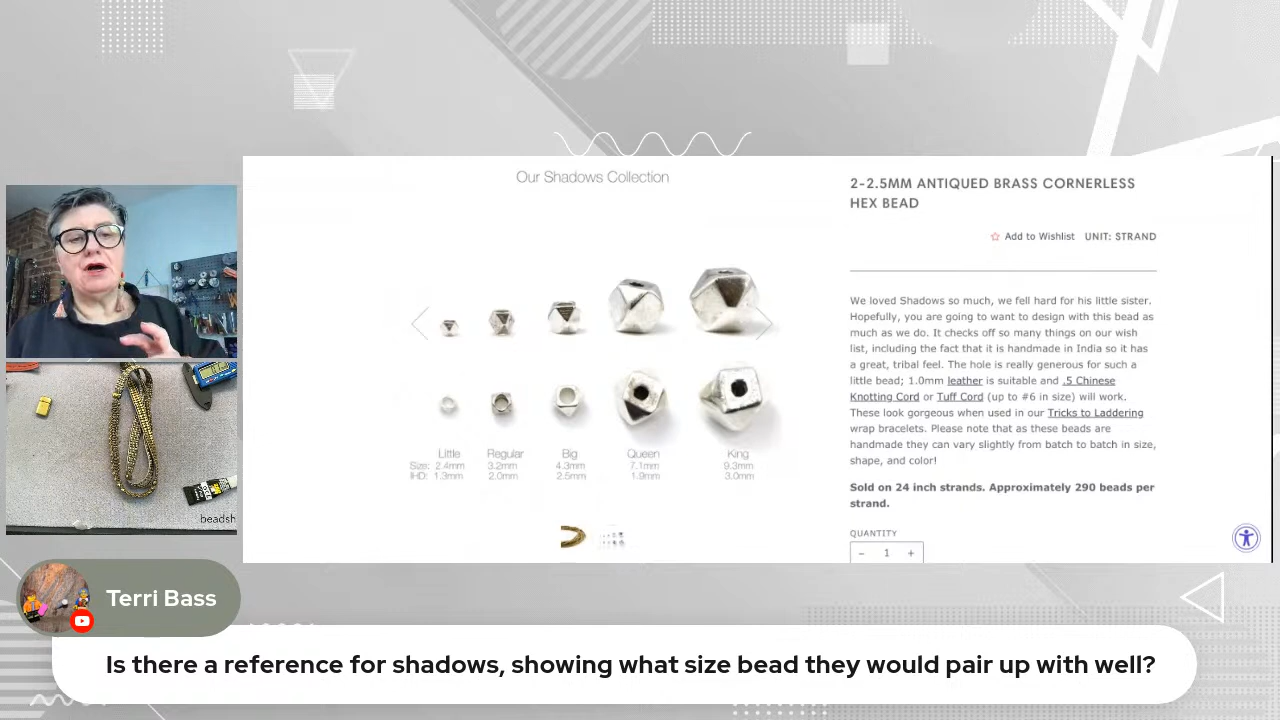 Our Shadows Collection
Little Regular Big Queen King
Size: 2.4mm 3.2mm 4.3mm 7.1mm 9.3mm
IHD: 1.3mm 2.0mm 2.5mm 1.9mm 3.0mm
2-2.5MM ANTIQUED BRASS CORNERLESS
HEX BEAD
Add to Wishlist UNIT: STRAND
We loved Shadows so much, we fell hard for his little sister.
Hopefully, you are going to want to design with this bead as
much as we do. It checks off so many things on our wish
list, including the fact that it is handmade in India so it has
a great, tribal feel. The hole is really generous for such a
little bead; 1.0mm leather is suitable and .5 Chinese
Knotting Cord or Tuff Cord (up to #6 in size) will work.
These look gorgeous when used in our Tricks to Laddering
wrap bracelets. Please note that as these beads are
handmade they can vary slightly from batch to batch in size,
shape, and color!
Sold on 24 inch strands. Approximately 290 beads per
strand.
QUANTITY
- 1 +
beadsh
Terri Bass
Is there a reference for shadows, showing what size bead they would pair up with well?